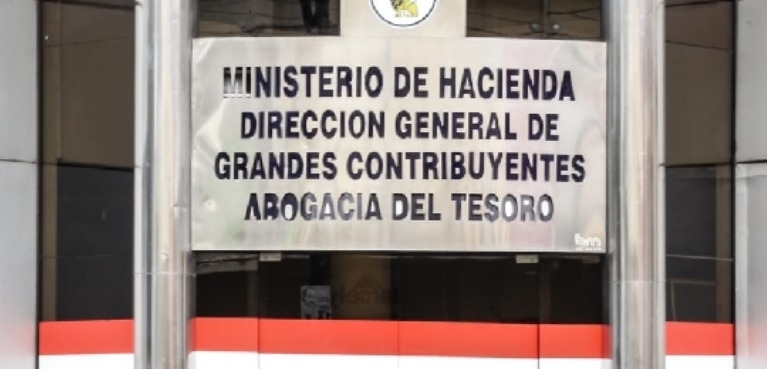 MINISTERIO DE HACIENDA
DIRECCION GENERAL DE
GRANDES CONTRIBUYENTES
ABOGACIA DEL TESORO